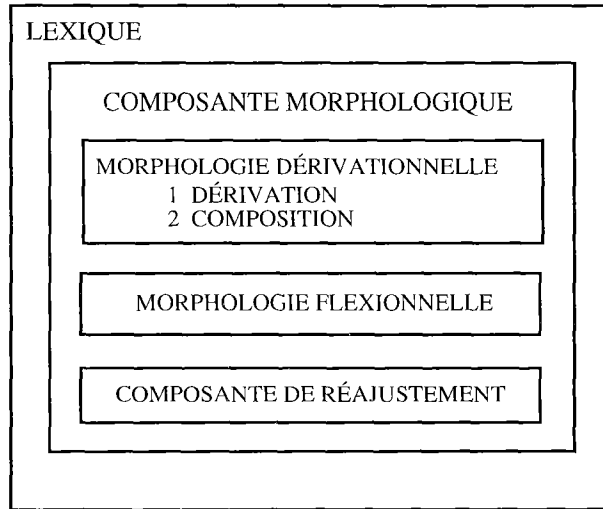 LEXIQUE
COMPOSANTE MORPHOLOGIQUE
MORPHOLOGIE DÉRIVATIONNELLE
1 DÉRIVATION
2 COMPOSITION
MORPHOLOGIE FLEXIONNELLE
COMPOSANTE DE RÉAJUSTEMENT